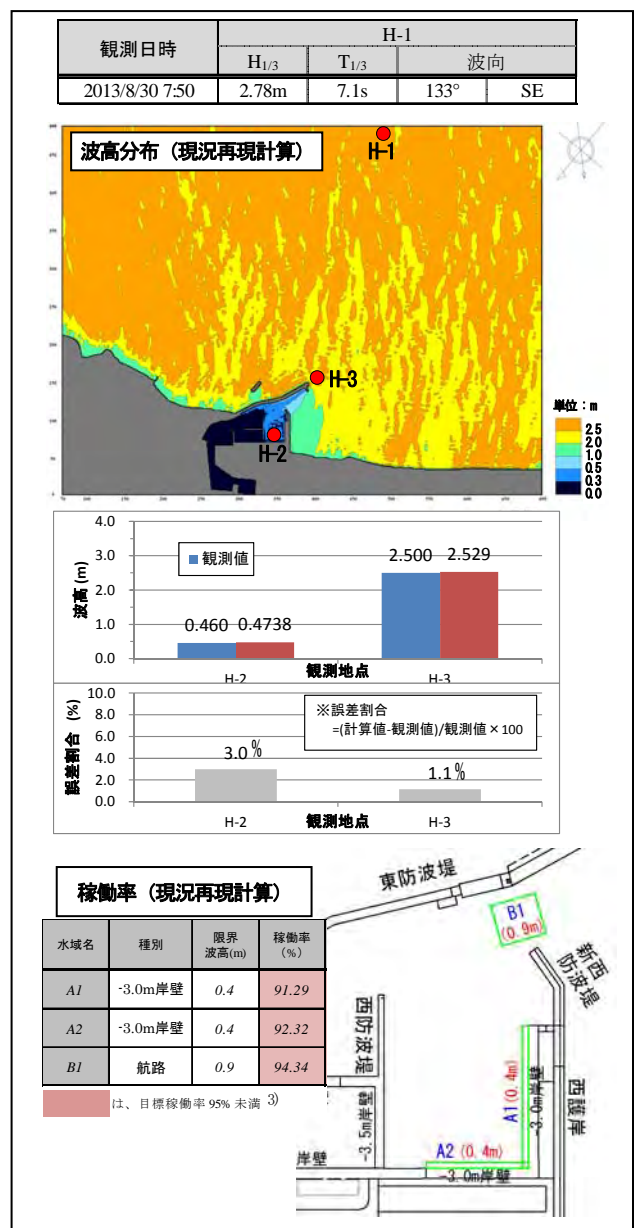 観測日時 H-1
H1/3 T1/3 波向
2013/8/30 7:50 2.78m 7.1s 133° SE
波高分布（現況再現計算）
H-1
H-3
H-2
単位：m
2.5
2.0
1.0
0.5
0.3
0.0
波高(m)
4.0
3.0
2.0
1.0
0.0
観測値
0.460 0.4738
2.500 2.529
H-2 観測地点 H-3
誤差割合 (%)
10.0
8.0
6.0
4.0
2.0
0.0
※誤差割合
=(計算値-観測値)/観測値×100
3.0%
1.1%
H-2 観測地点 H-3
稼働率（現況再現計算）
水域名 種別 限界波高(m) 稼働率（%）
A1 -3.0m岸壁 0.4 91.29
A2 -3.0m岸壁 0.4 92.32
B1 航路 0.9 94.34
は、目標稼働率 95% 未満 3)
東防波堤
B1
(0.9m)
新西防波堤
西防波堤
-3.5m岸壁
A1(0.4m)
-3.0m岸壁
西護岸
A2 (0.4m)
岸壁
-3.0m岸壁